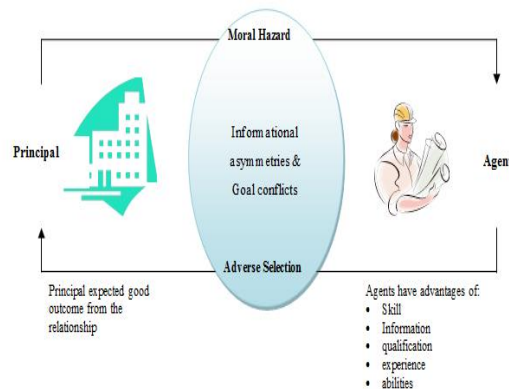 Moral Hazard
Principal
Informational
asymmetries &
Goal conflicts
Agent
Adverse Selection
Principal expected good
outcome from the
relationship
Agents have advantages of:
• Skill
• Information
• qualification
• experience
• abilities